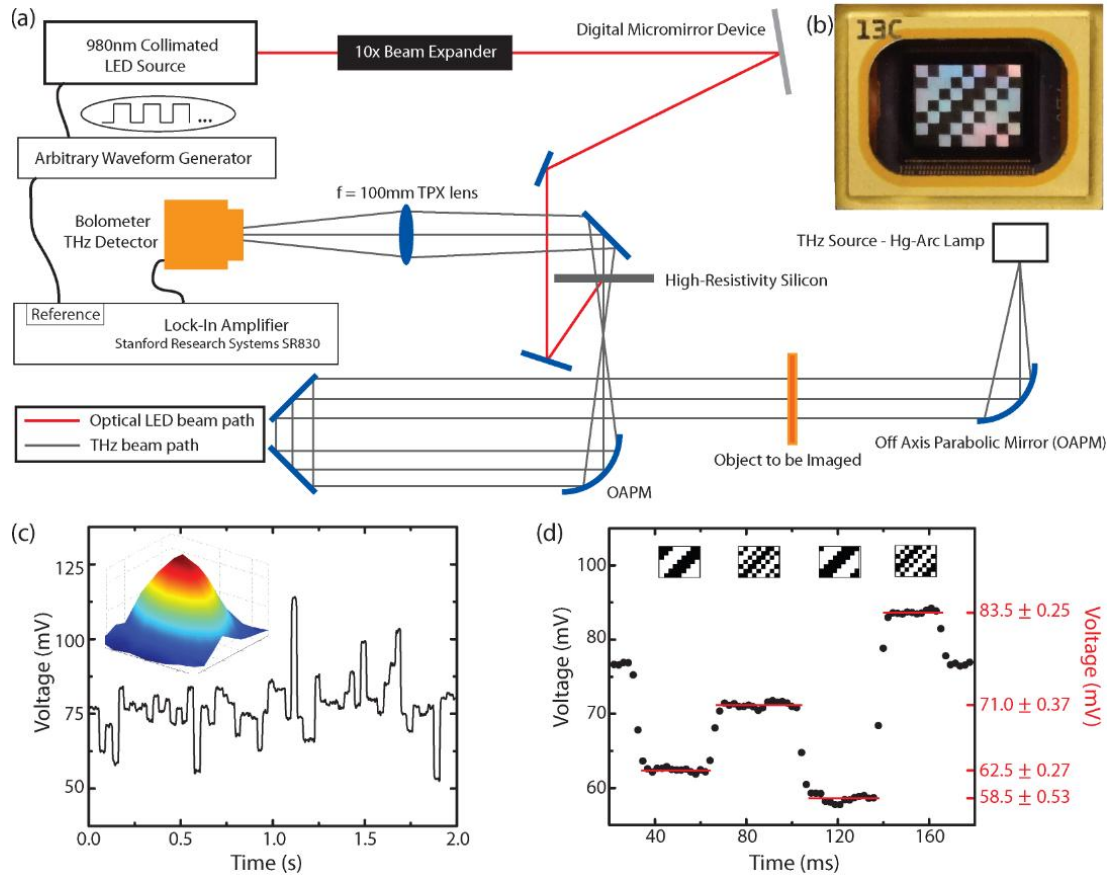 (a)
980nm Collimated
LED Source
10x Beam Expander
Digital Micromirror Device
(b)
13C
...
Arbitrary Waveform Generator
f = 100mm TPX lens
Bolometer
THz Detector
THz Source - Hg-Arc Lamp
High-Resistivity Silicon
Reference
Lock-In Amplifier
Stanford Research Systems SR830
Optical LED beam path
THz beam path
Off Axis Parabolic Mirror (OAPM)
Object to be Imaged
OAPM
(c)
Voltage (mV)
125
100
75
50
0.0
0.5
1.0
1.5
2.0
Time (s)
(d)
Voltage (mV)
100
90
80
70
60
40
80
120
160
Time (ms)
83.5 ± 0.25
71.0 ± 0.37
62.5 ± 0.27
58.5 ± 0.53
Voltage (mV)